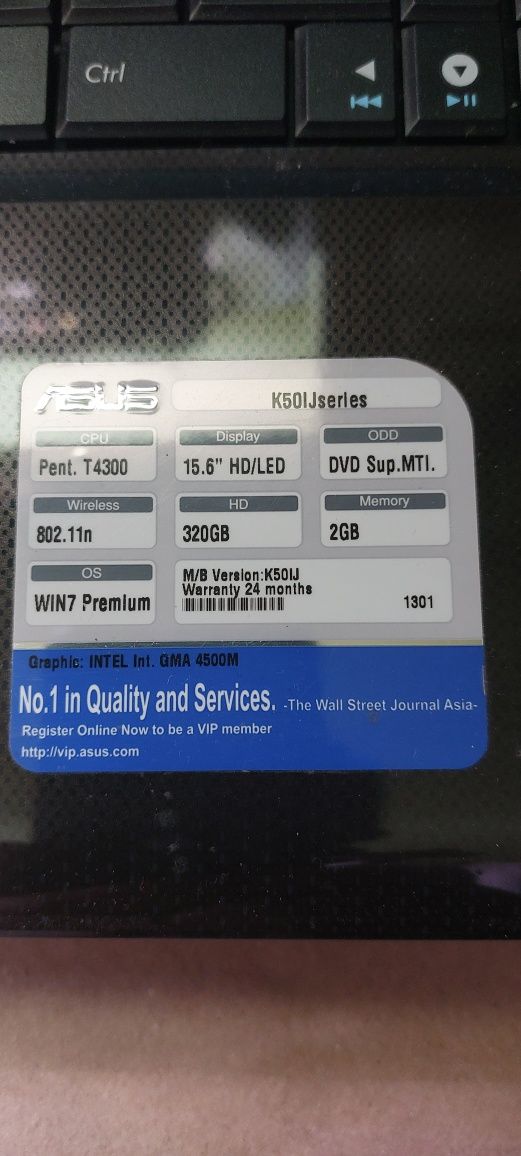 Ctrl
ASUS
K50IJseries
CPU
Pent. T4300
Display
15.6" HD/LED
ODD
DVD Sup.MTI.
Wireless
802.11n
HD
320GB
Memory
2GB
OS
WIN7 Premium
M/B Version:K50IJ
Warranty 24 months
1301
Graphic: INTEL Int. GMA 4500M
No.1 in Quality and Services. -The Wall Street Journal Asia-
Register Online Now to be a VIP member
http://vip.asus.com